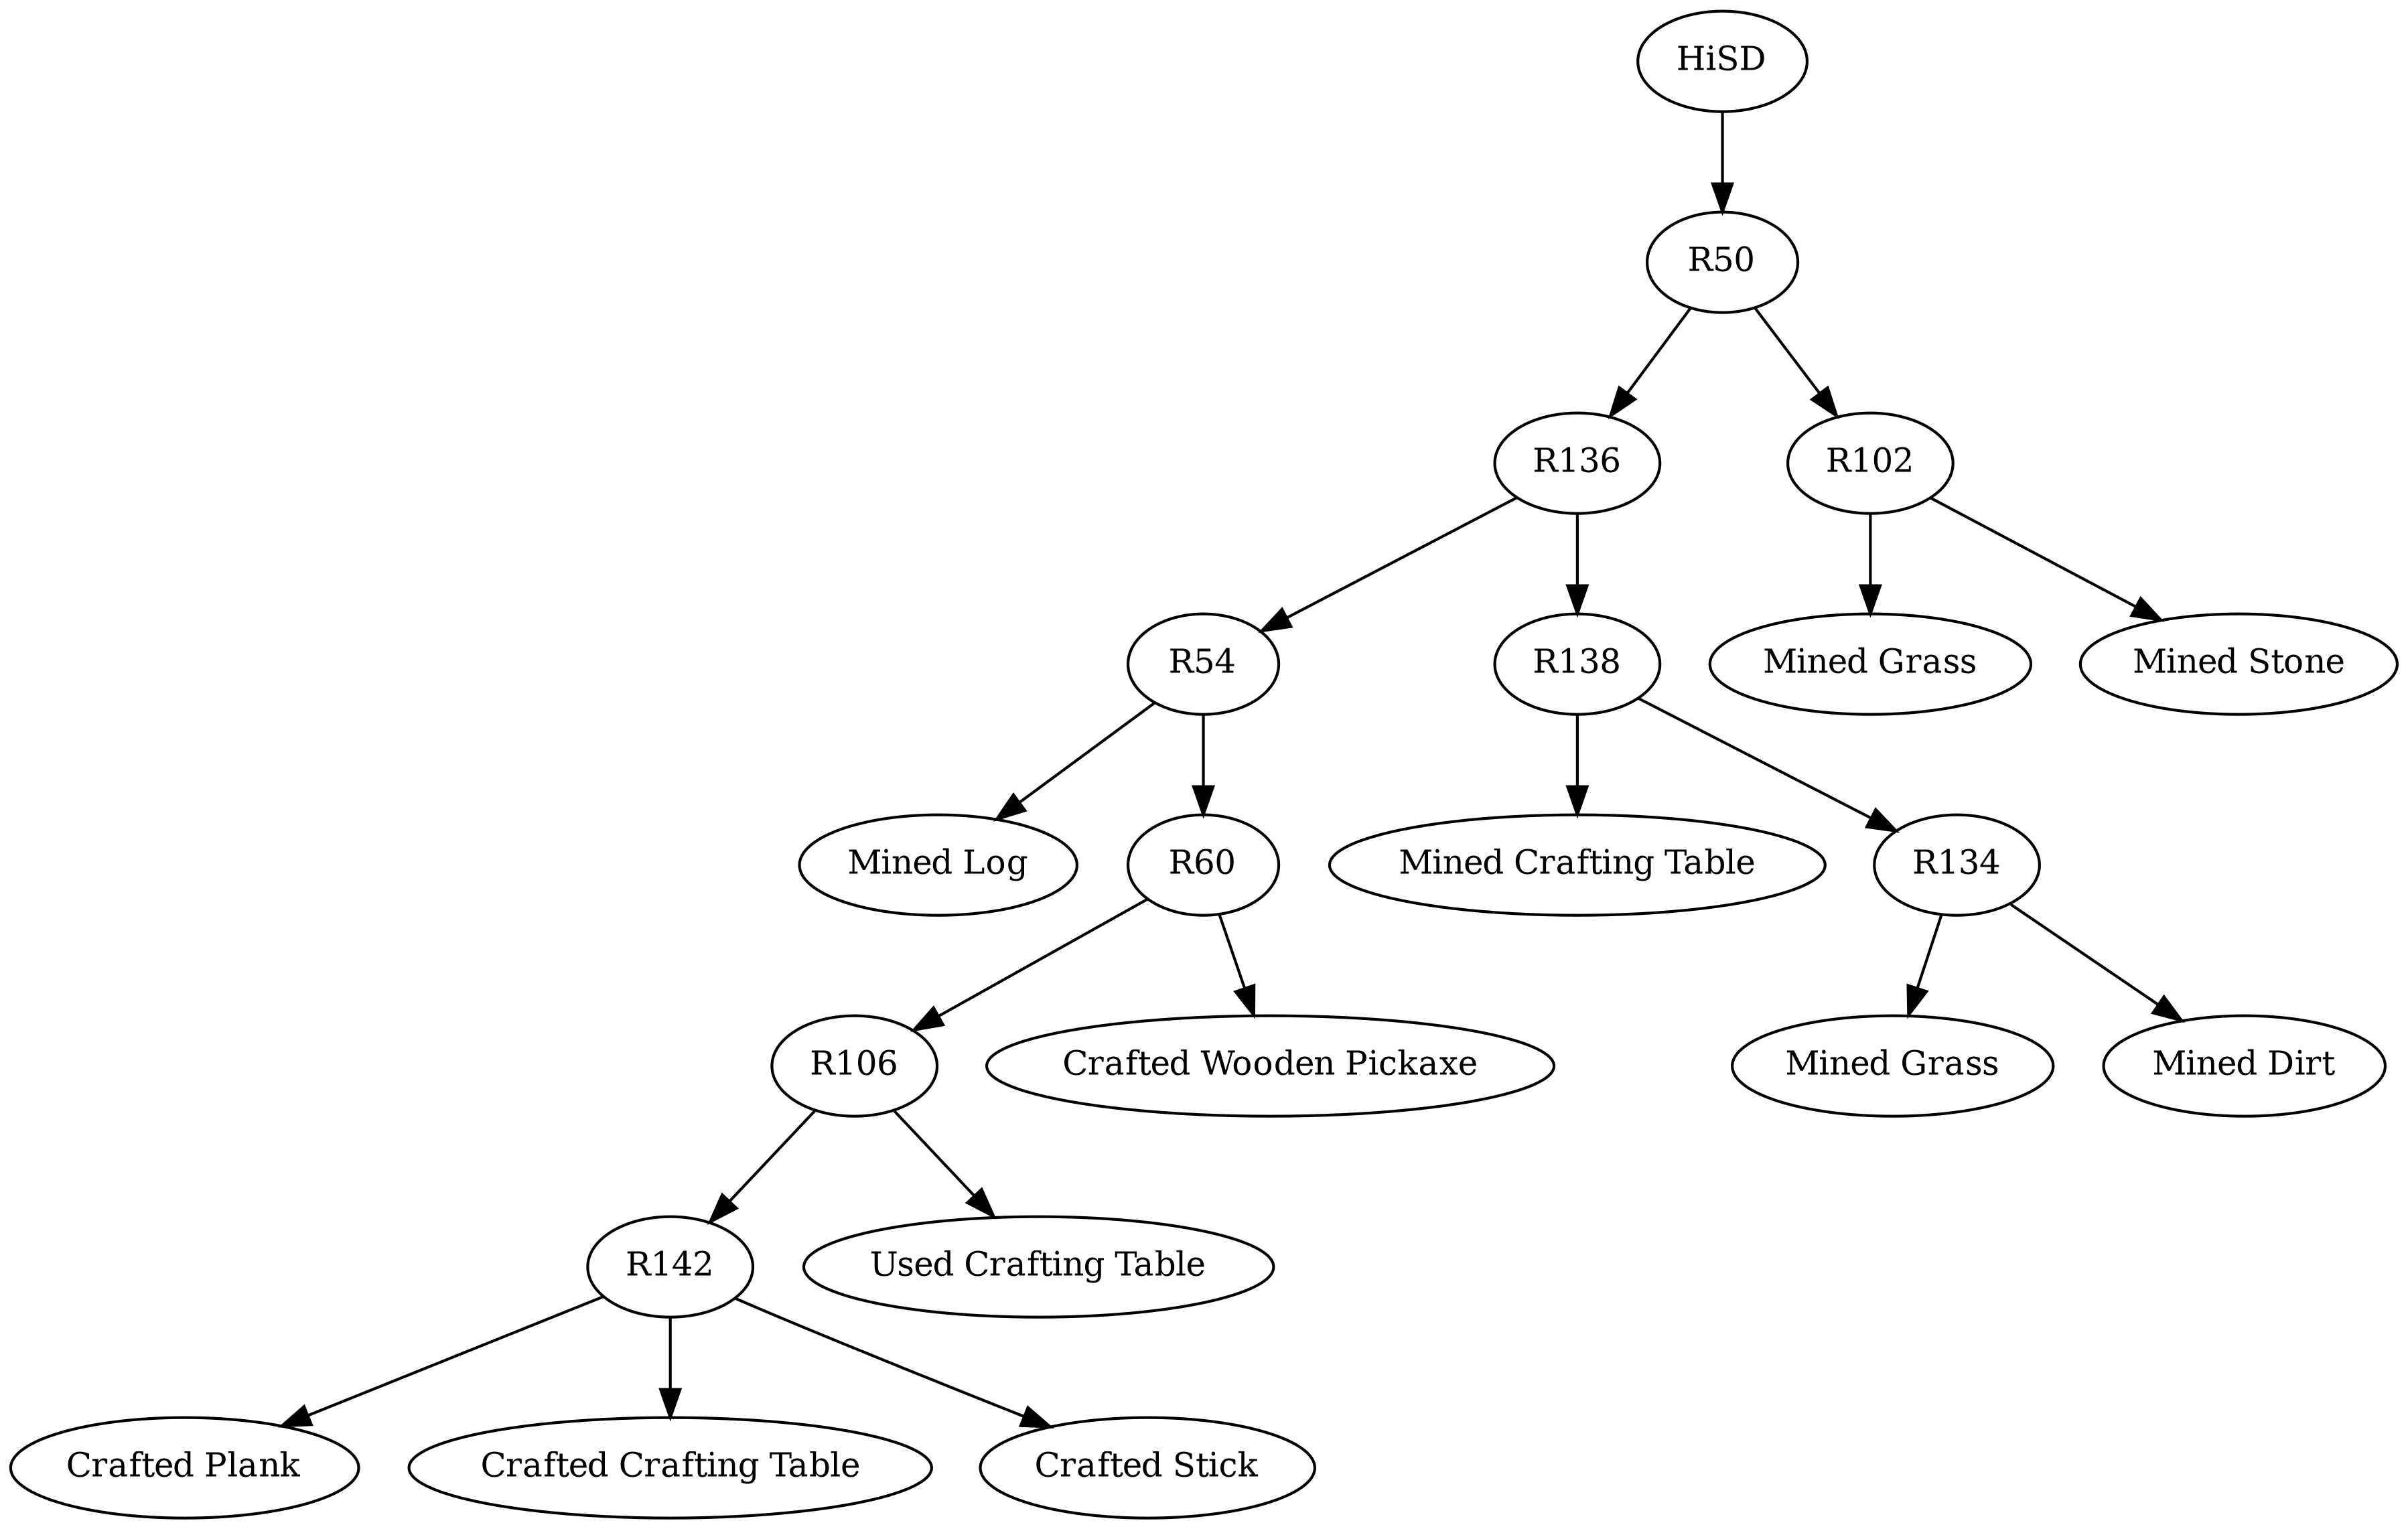 HiSD
R50
R136
R102
R54
R138
Mined Grass
Mined Stone
Mined Log
R60
Mined Crafting Table
R134
R106
Crafted Wooden Pickaxe
Mined Grass
Mined Dirt
R142
Used Crafting Table
Crafted Plank
Crafted Crafting Table
Crafted Stick